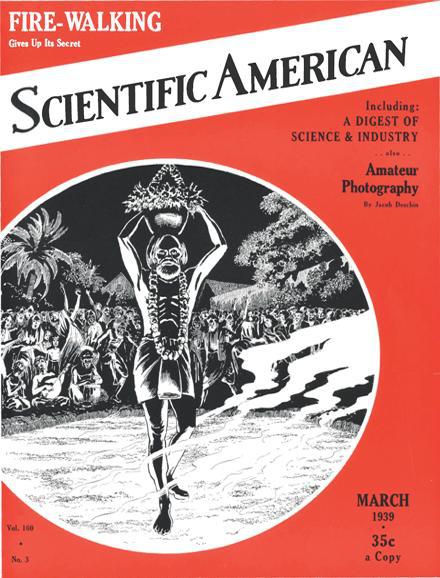 FIRE-WALKING
Gives Up Its Secret
SCIENTIFIC AMERICAN
Including:
A DIGEST OF
SCIENCE & INDUSTRY
. . also . .
Amateur
Photography
By Jacob Deschin
Vol. 160
•
No. 3
MARCH
1939
•
35c
a Copy